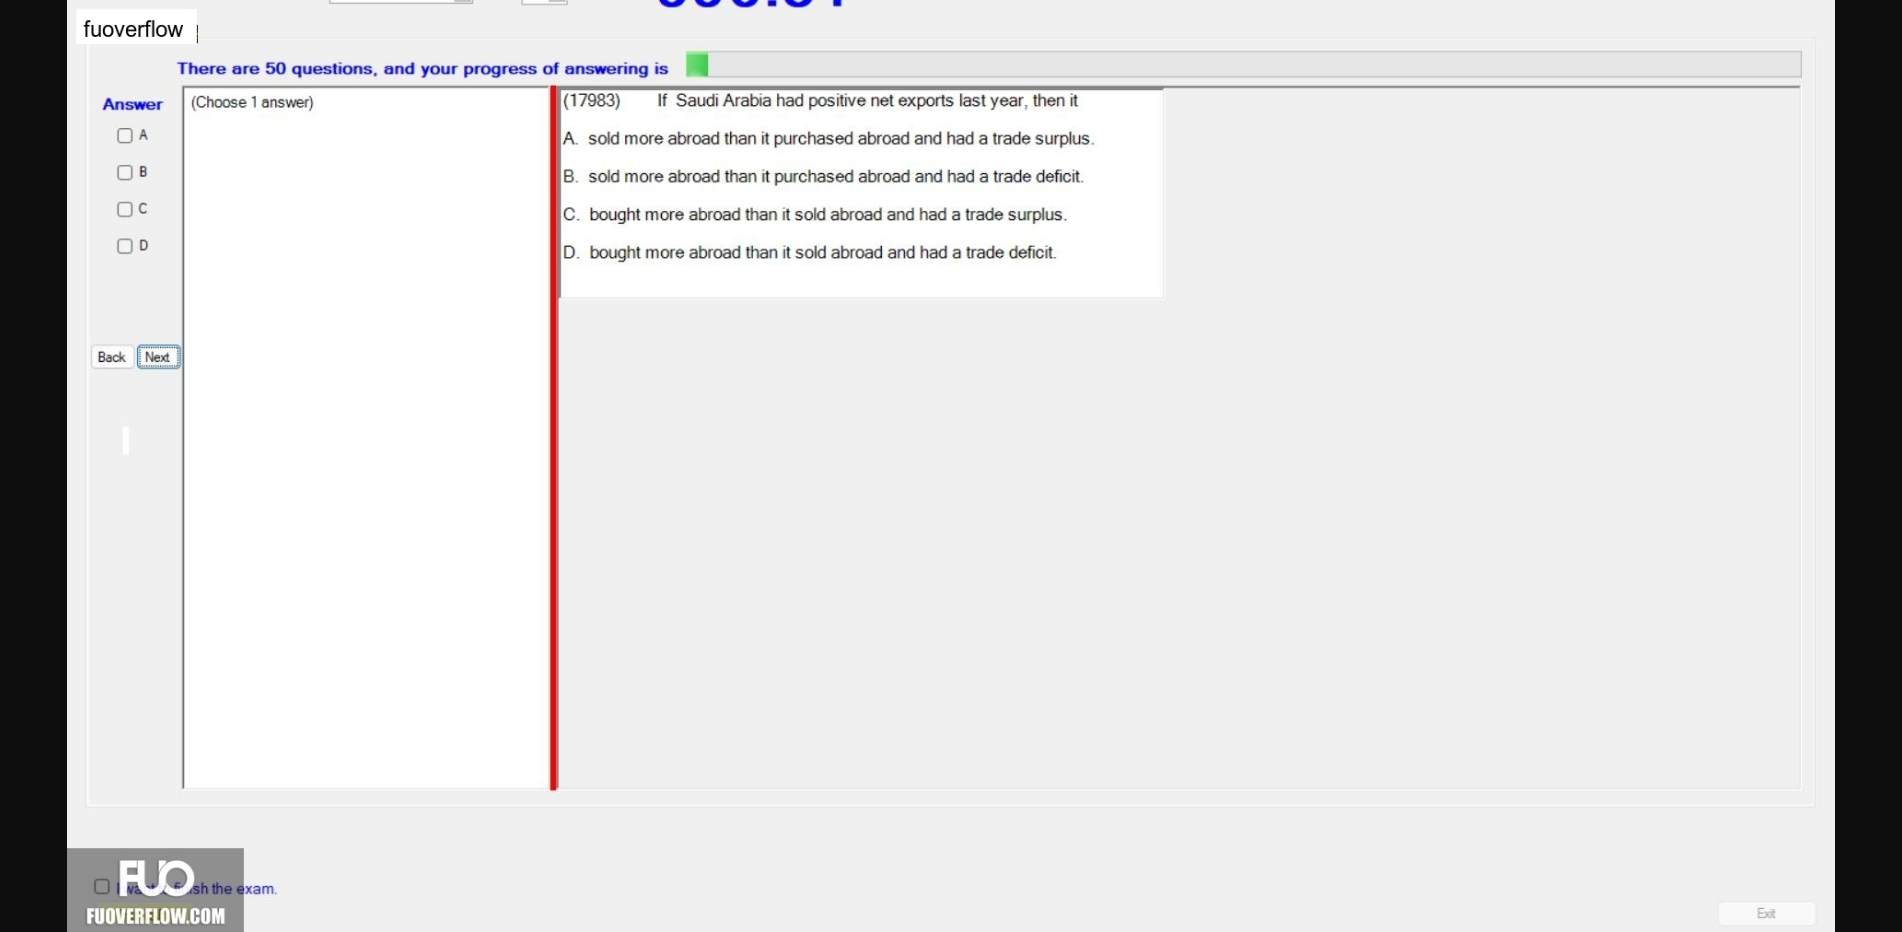 fuoverflow
There are 50 questions, and your progress of answering is
Answer
A
B
C
D
Back Next
(Choose 1 answer)
(17983) If Saudi Arabia had positive net exports last year, then it
A. sold more abroad than it purchased abroad and had a trade surplus.
B. sold more abroad than it purchased abroad and had a trade deficit.
C. bought more abroad than it sold abroad and had a trade surplus.
D. bought more abroad than it sold abroad and had a trade deficit.
FUO
the exam.
FUOVERFLOW.COM
Exit